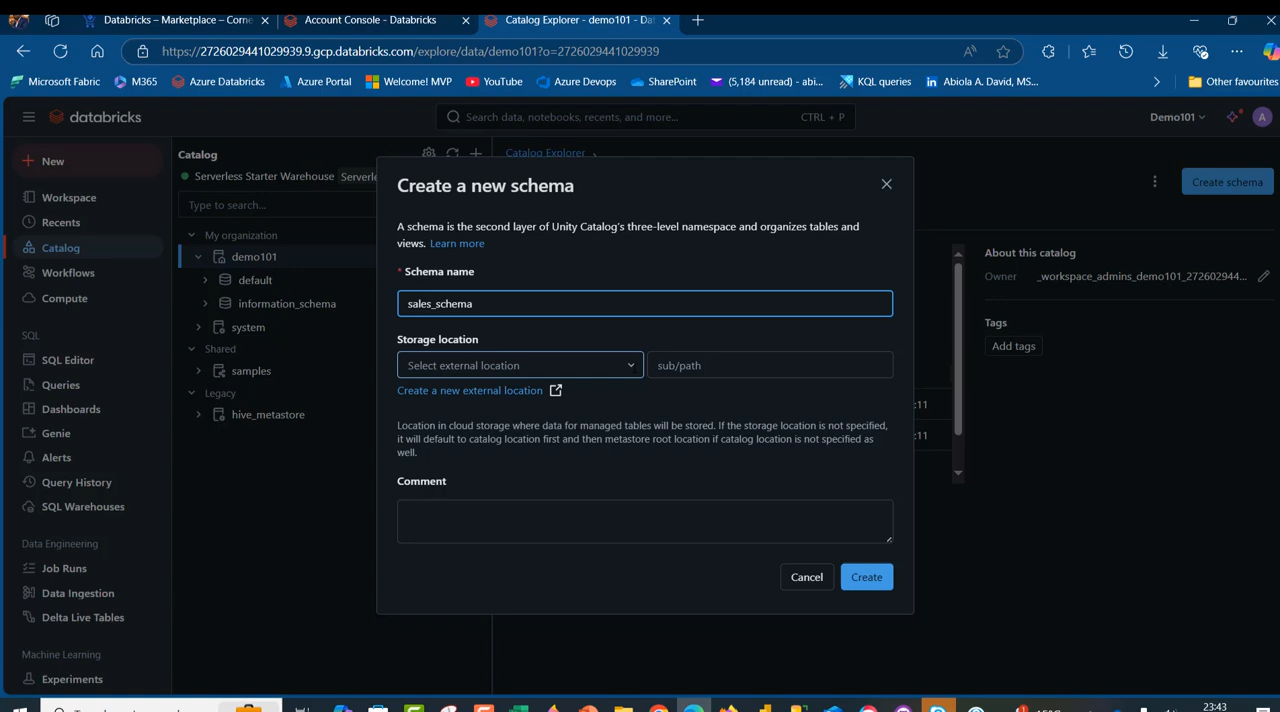 Databricks – Marketplace – Corne
Account Console - Databricks
Catalog Explorer - demo101 - Da
https://2726029441029939.9.gcp.databricks.com/explore/data/demo101?o=2726029441029939
Microsoft Fabric
M365
Azure Databricks
Azure Portal
Welcome! MVP
YouTube
Azure Devops
SharePoint
(5,184 unread) - abi...
KQL queries
Abiola A. David, MS...
Other favourites
databricks
Search data, notebooks, recents, and more...
CTRL + P
Demo101
A
New
Workspace
Recents
Catalog
Workflows
Compute
SQL
SQL Editor
Queries
Dashboards
Genie
Alerts
Query History
SQL Warehouses
Data Engineering
Job Runs
Data Ingestion
Delta Live Tables
Machine Learning
Experiments
Catalog
Serverless Starter Warehouse
Serverle
Type to search...
My organization
demo101
default
information_schema
system
Shared
samples
Legacy
hive_metastore
Catalog Explorer
Create a new schema
A schema is the second layer of Unity Catalog's three-level namespace and organizes tables and
views. Learn more
* Schema name
sales_schema
Storage location
Select external location
sub/path
Create a new external location
Location in cloud storage where data for managed tables will be stored. If the storage location is not specified,
it will default to catalog location first and then metastore root location if catalog location is not specified as
well.
Comment
Cancel
Create
Create schema
About this catalog
Owner
_workspace_admins_demo101_272602944...
Tags
Add tags
:11
:11
23:43